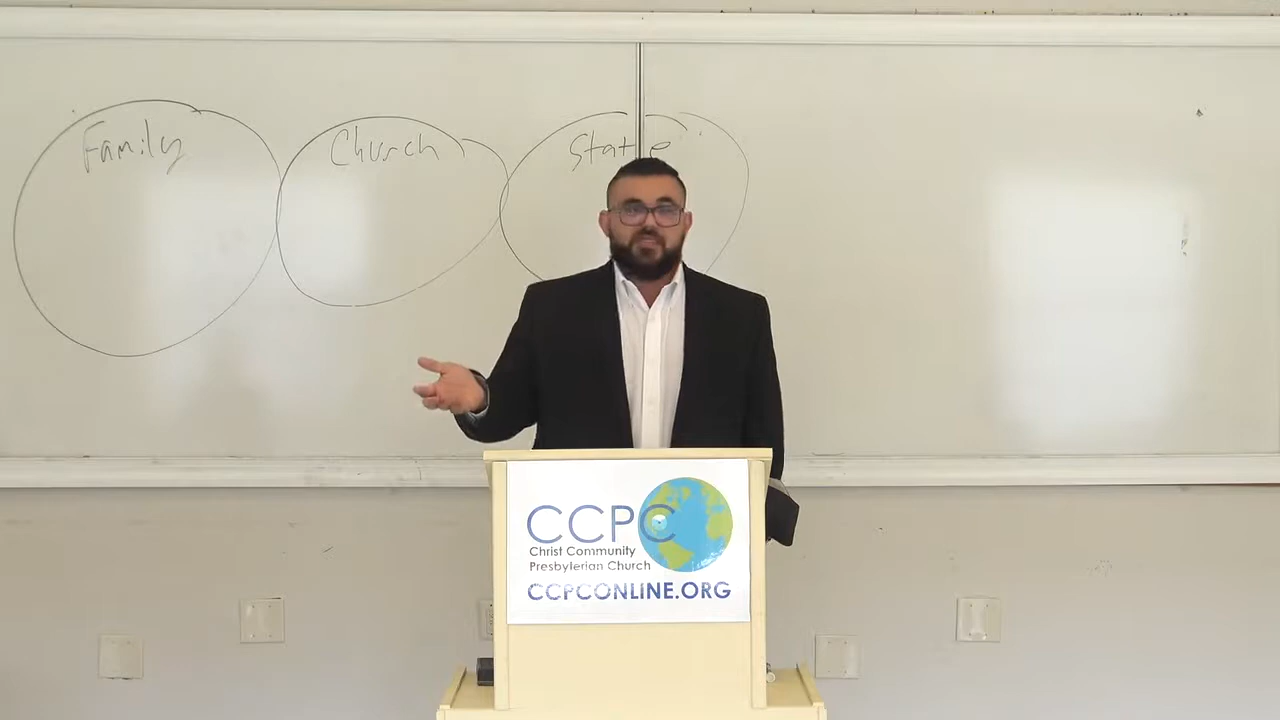 Family
Church
State
CCPC
Christ Community
Presbyterian Church
CCPCONLINE.ORG